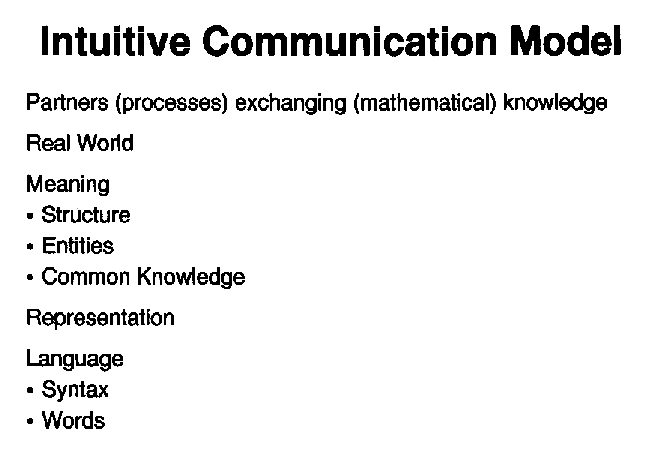 Intuitive Communication Model
Partners (processes) exchanging (mathematical) knowledge
Real World
Meaning
• Structure
• Entities
• Common Knowledge
Representation
Language
• Syntax
• Words